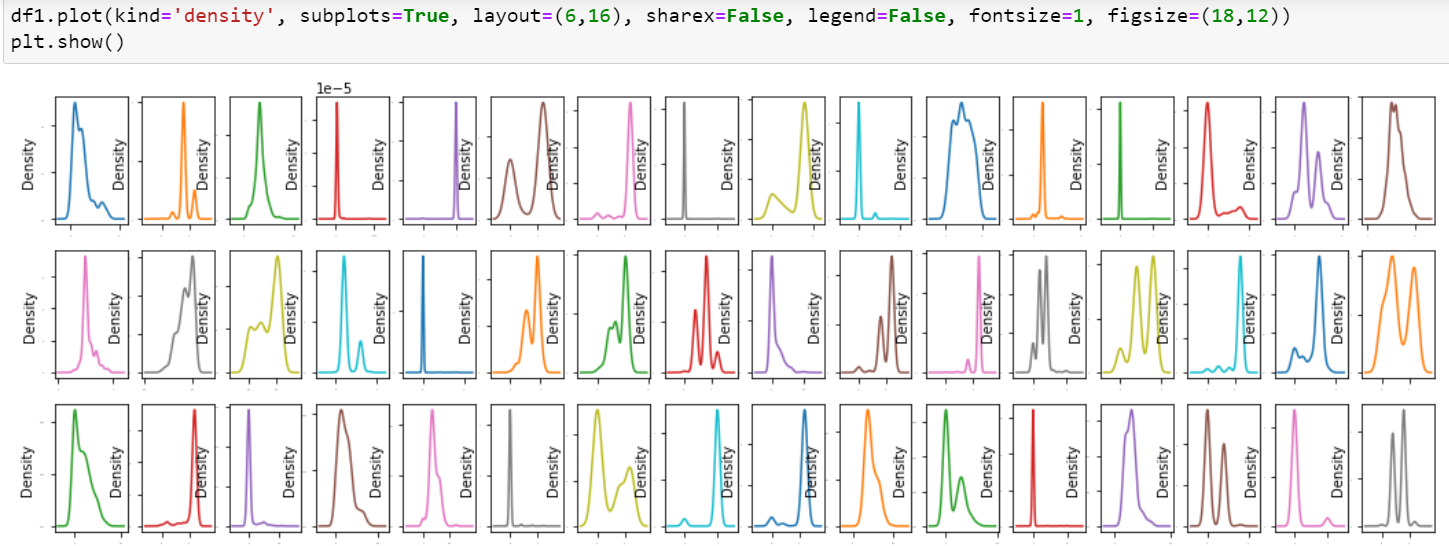 df1.plot(kind='density', subplots=True, layout=(6,16), sharex=False, legend=False, fontsize=1, figsize=(18,12))
plt.show()
1e-5
Density Density Density Density Density Density Density Density Density Density Density Density Density Density Density Density
Density Density Density Density Density Density Density Density Density Density Density Density Density Density Density Density
Density Density Density Density Density Density Density Density Density Density Density Density Density Density Density Density